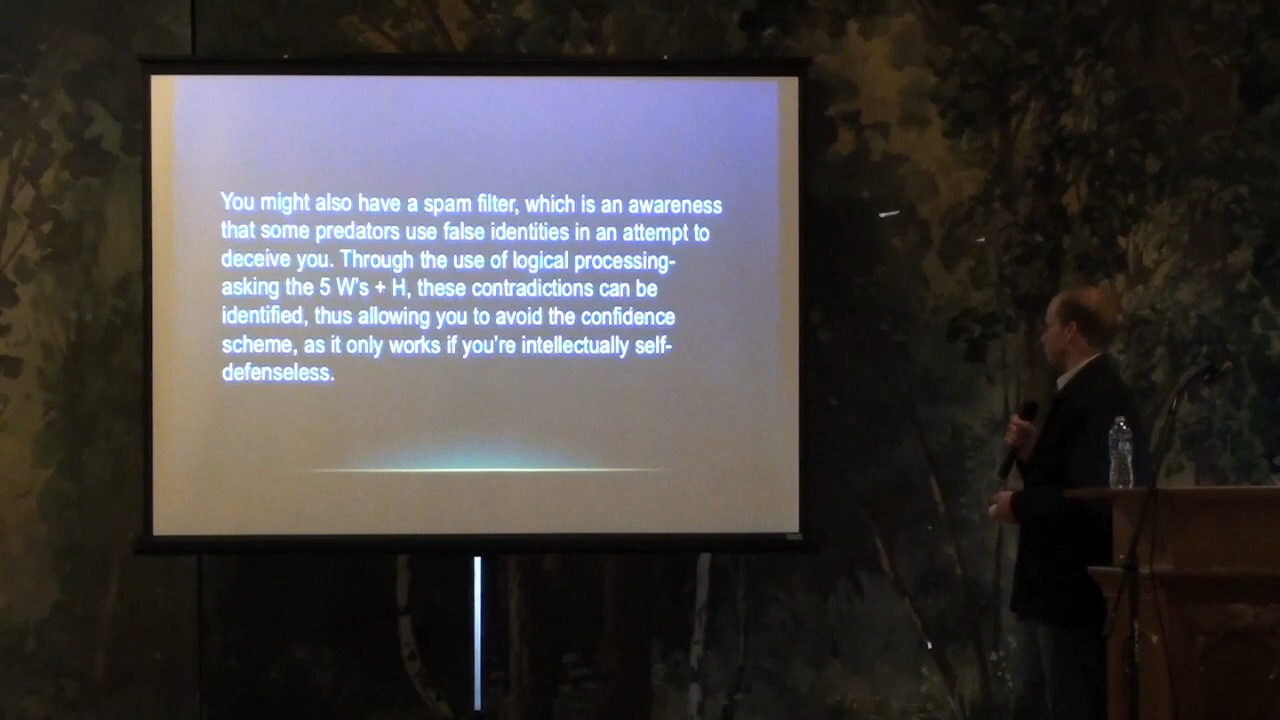 You might also have a spam filter, which is an awareness
that some predators use false identities in an attempt to
deceive you. Through the use of logical processing-
asking the 5 W's + H, these contradictions can be
identified, thus allowing you to avoid the confidence
scheme, as it only works if you're intellectually self-
defenseless.